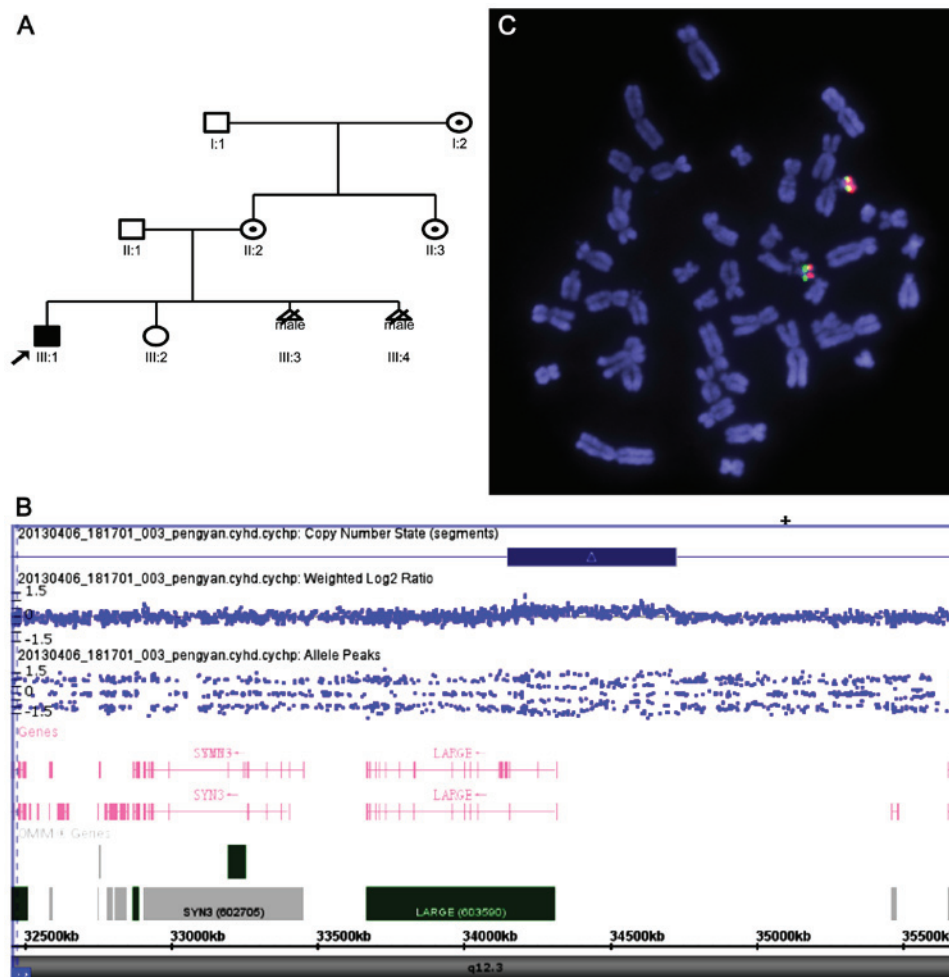 A
C
I:1
I:2
II:1
II:2
II:3
male
male
III:1
III:2
III:3
III:4
B
20130406_181701_003_pengyan.cyhd.cychp: Copy Number State (segments)
20130406_181701_003_pengyan.cyhd.cychp: Weighted Log2 Ratio
1.5
0
-1.5
20130406_181701_003_pengyan.cyhd.cychp: Allele Peaks
1.5
0
-1.5
Genes
SYMN3←
LARGE←
SYN3←
LARGE←
Genes
SYN3 (602705)
LARGE (603590)
32500kb 33000kb 33500kb 34000kb 34500kb 35000kb 35500kb
q12.3